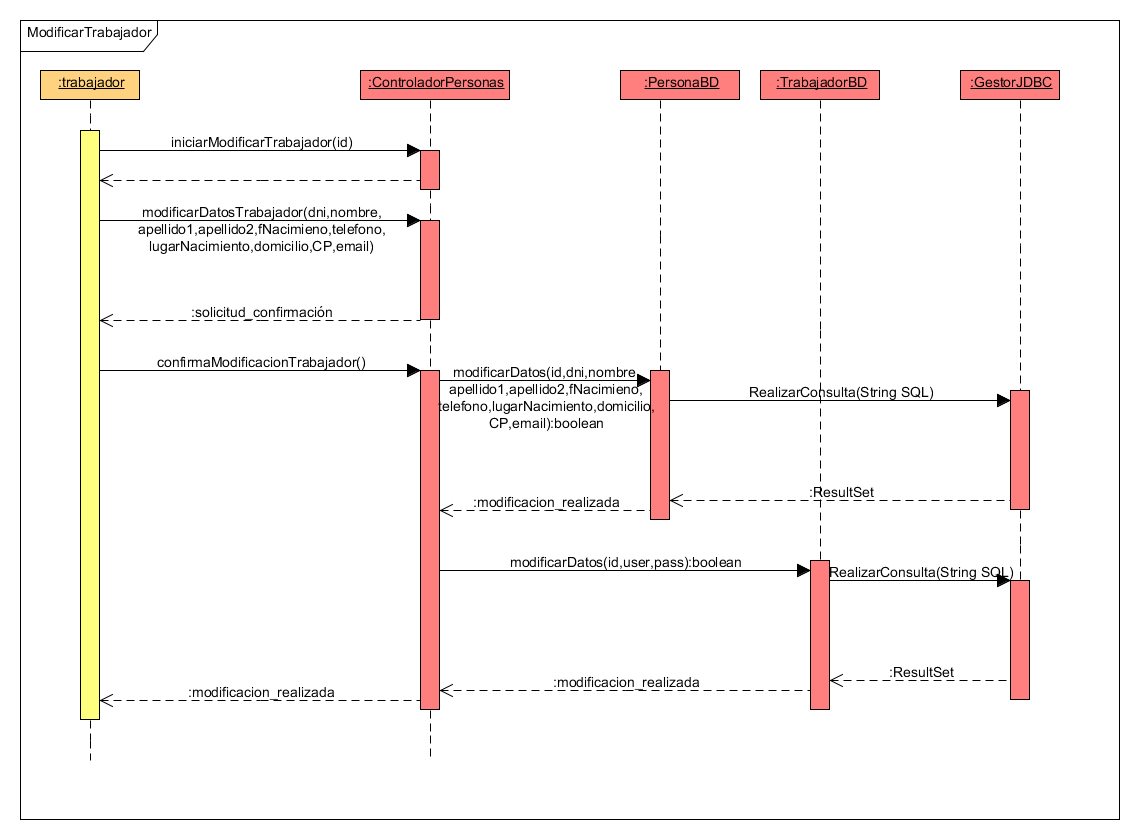 ModificarTrabajador
:trabajador
:ControladorPersonas
:PersonaBD
:TrabajadorBD
:GestorJDBC
iniciarModificarTrabajador(id)
modificarDatosTrabajador(dni,nombre,
apellido1,apellido2,fNacimieno,telefono,
lugarNacimiento,domicilio,CP,email)
:solicitud_confirmación
confirmaModificacionTrabajador()
modificarDatos(id,dni,nombre
apellido1,apellido2,fNacimieno,
telefono,lugarNacimiento,domicilio,
CP,email):boolean
RealizarConsulta(String SQL)
:ResultSet
:modificacion_realizada
modificarDatos(id,user,pass):boolean
RealizarConsulta(String SQL)
:ResultSet
:modificacion_realizada
:modificacion_realizada